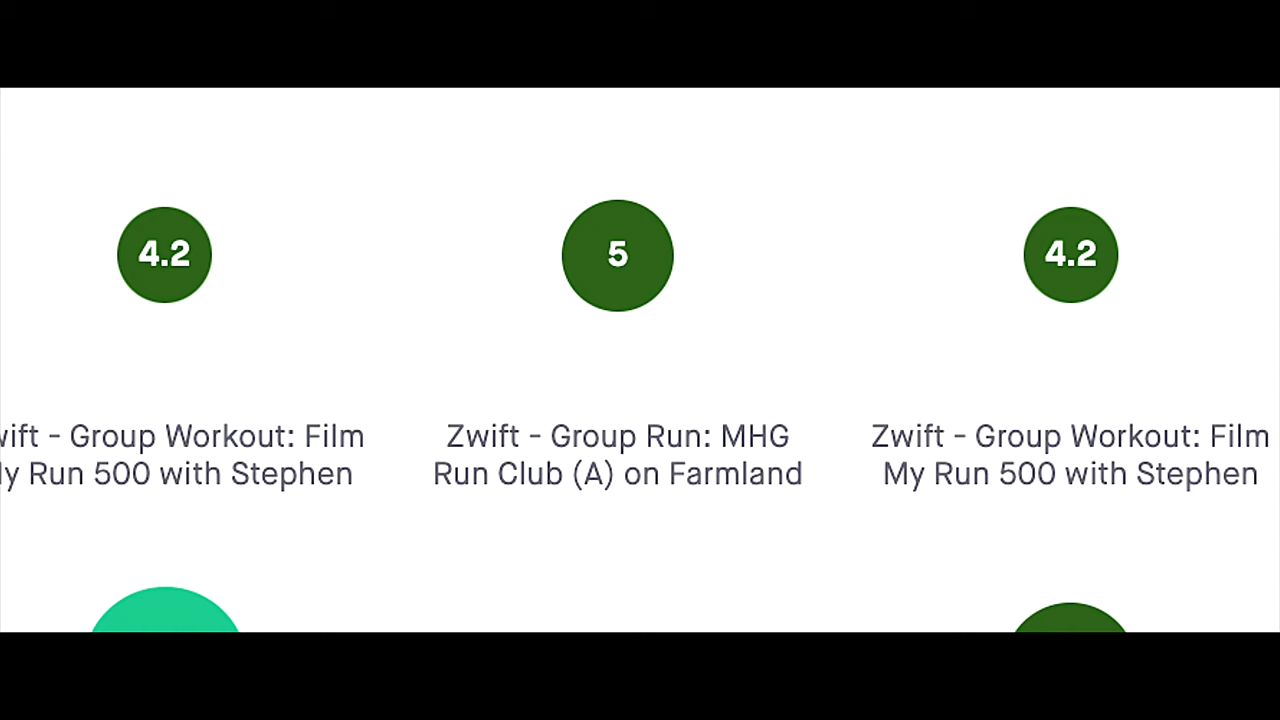 4.2
5
4.2
Group Workout: Film
Run 500 with Stephen
Zwift - Group Run: MHG
Run Club (A) on Farmland
Zwift - Group Workout: Film
My Run 500 with Stephen